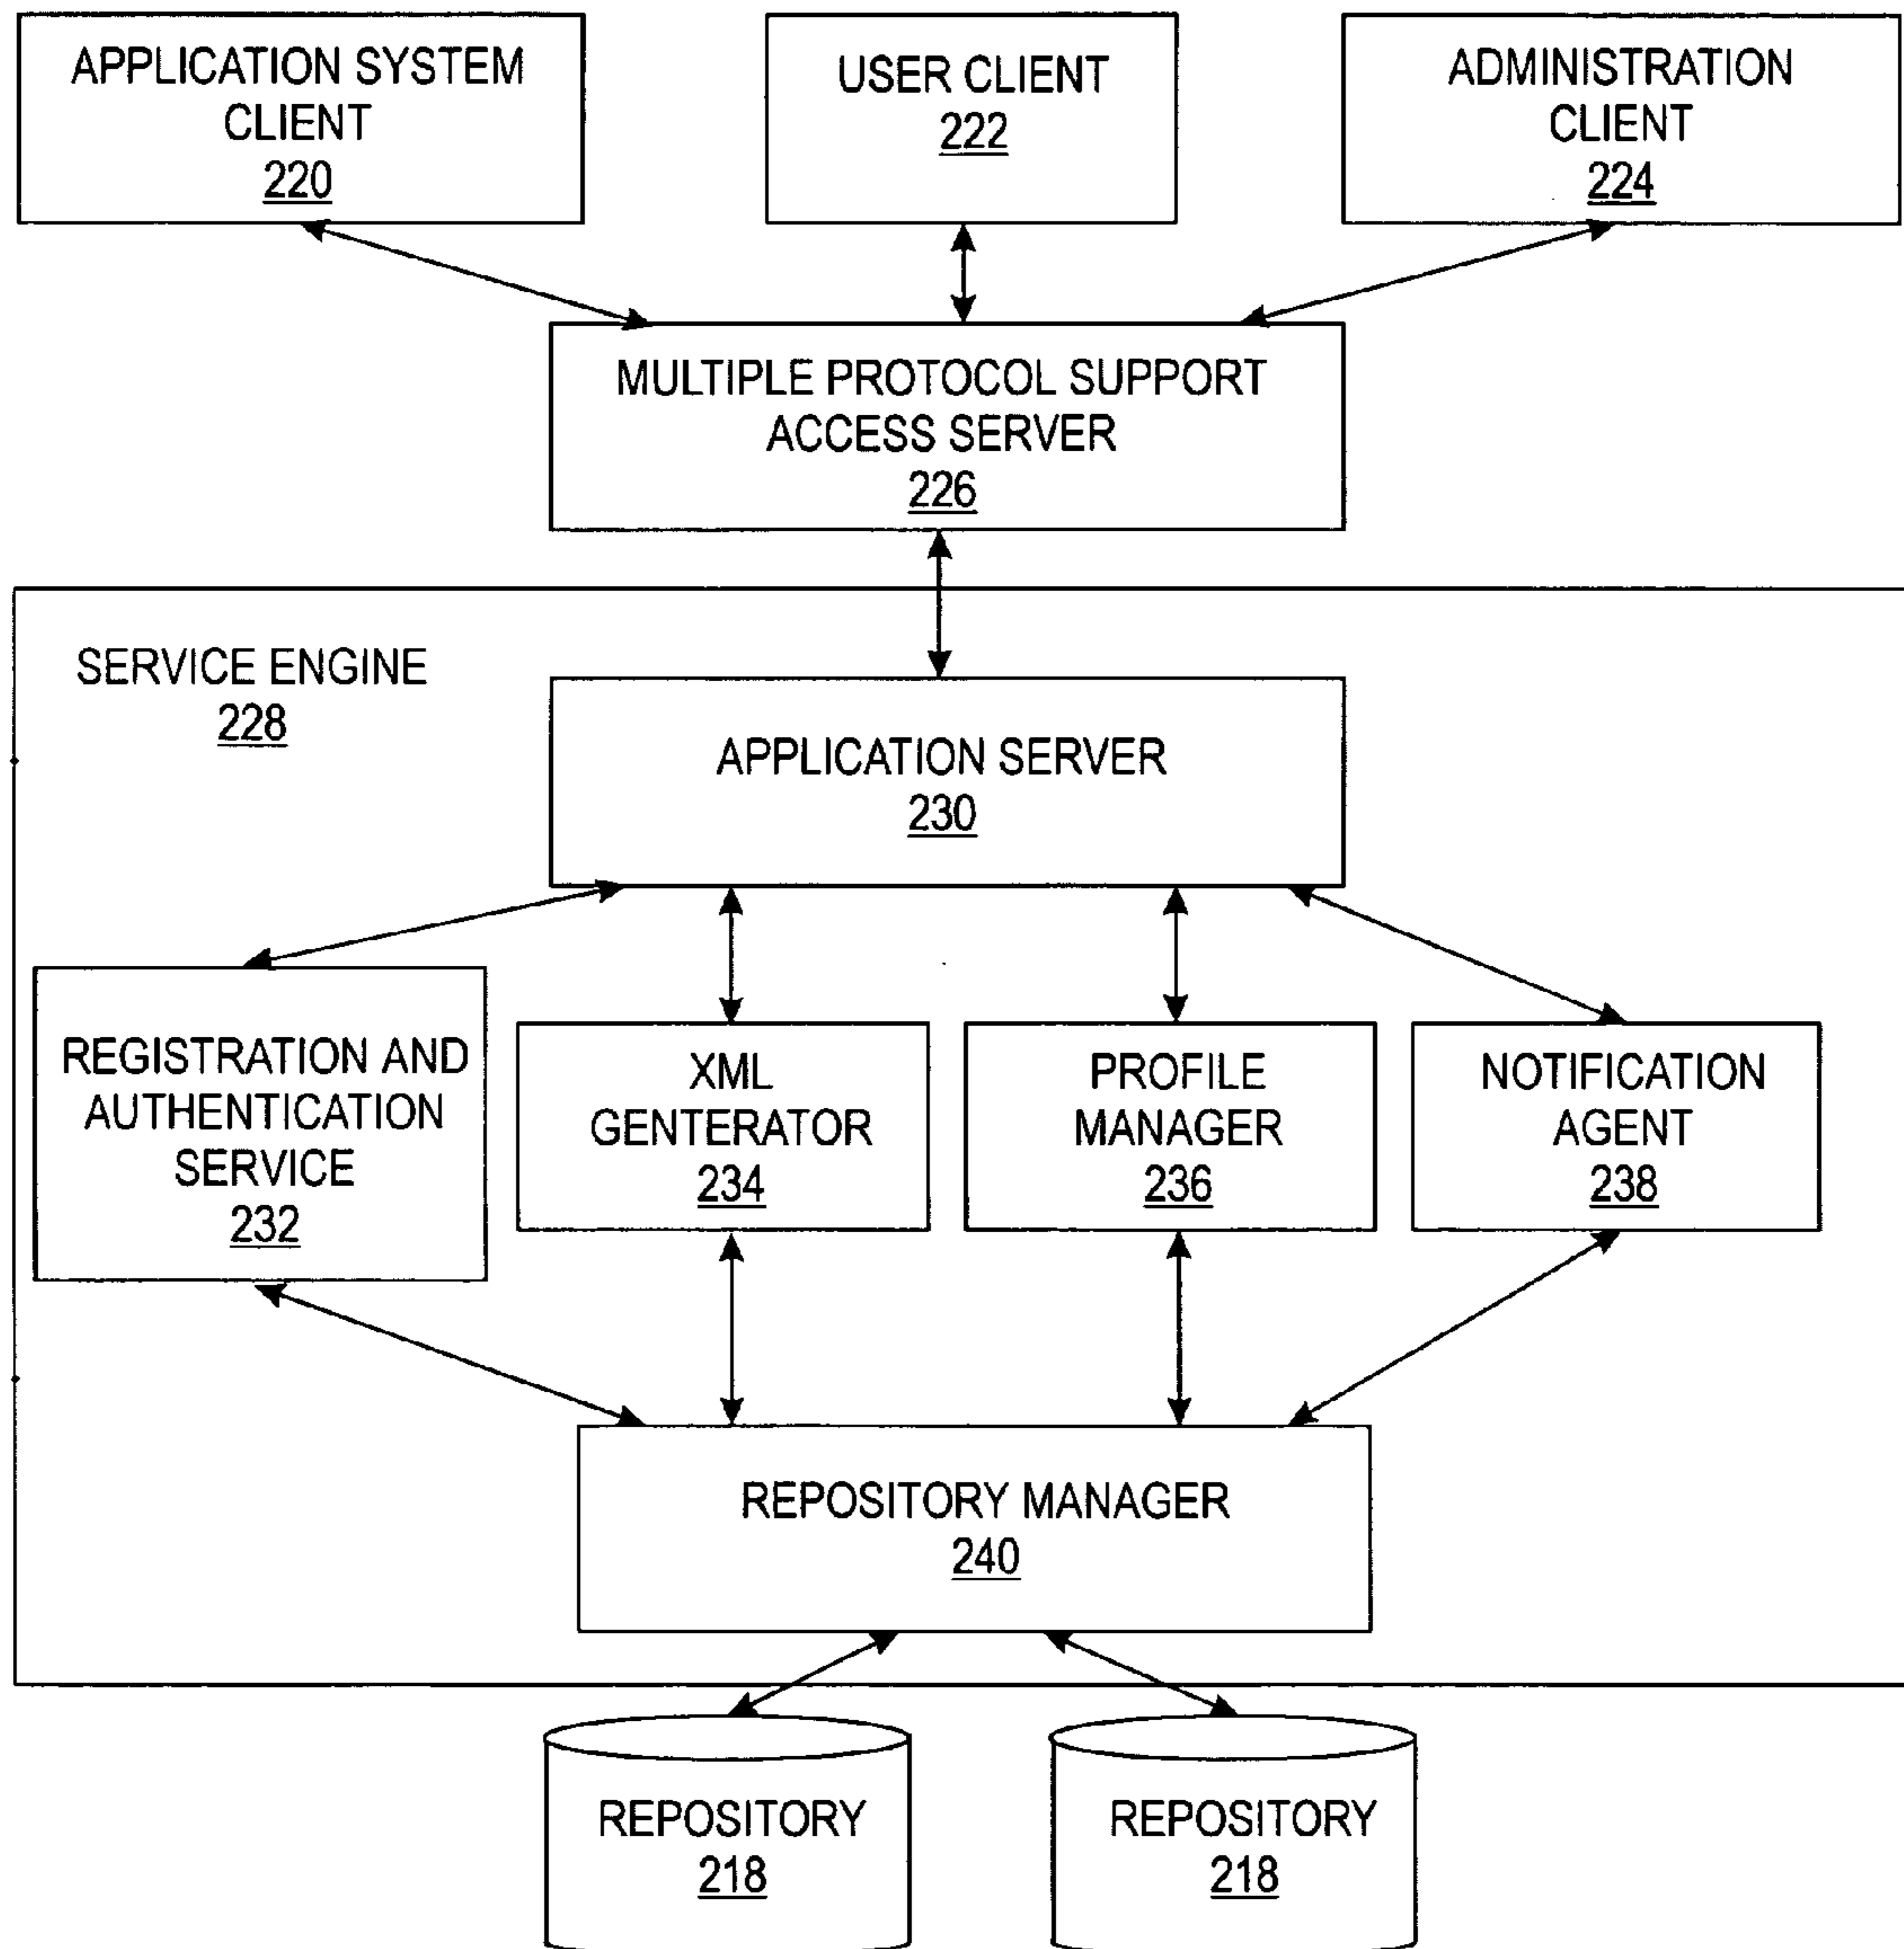 APPLICATION SYSTEM
CLIENT
220
USER CLIENT
222
ADMINISTRATION
CLIENT
224
MULTIPLE PROTOCOL SUPPORT
ACCESS SERVER
226
SERVICE ENGINE
228
APPLICATION SERVER
230
REGISTRATION AND
AUTHENTICATION
SERVICE
232
XML
GENTERATOR
234
PROFILE
MANAGER
236
NOTIFICATION
AGENT
238
REPOSITORY MANAGER
240
REPOSITORY
218
REPOSITORY
218